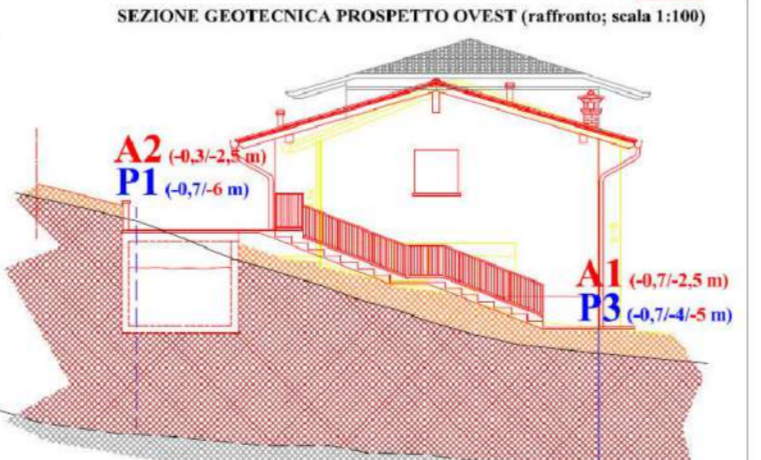 SEZIONE GEOTECNICA PROSPETTO OVEST (raffronto; scala 1:100)
A2 (-0,3/-2,5 m)
P1 (-0,7/-6 m)
A1 (-0,7/-2,5 m)
P3 (-0,7/-4/-5 m)